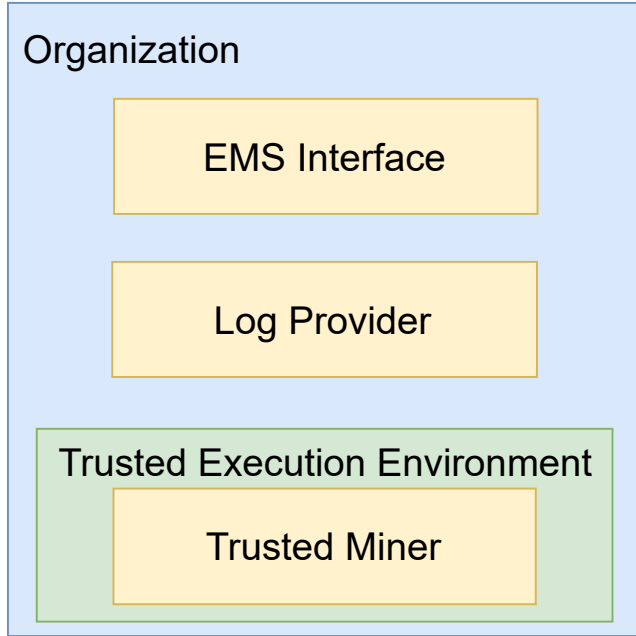 Organization
EMS Interface
Log Provider
Trusted Execution Environment
Trusted Miner